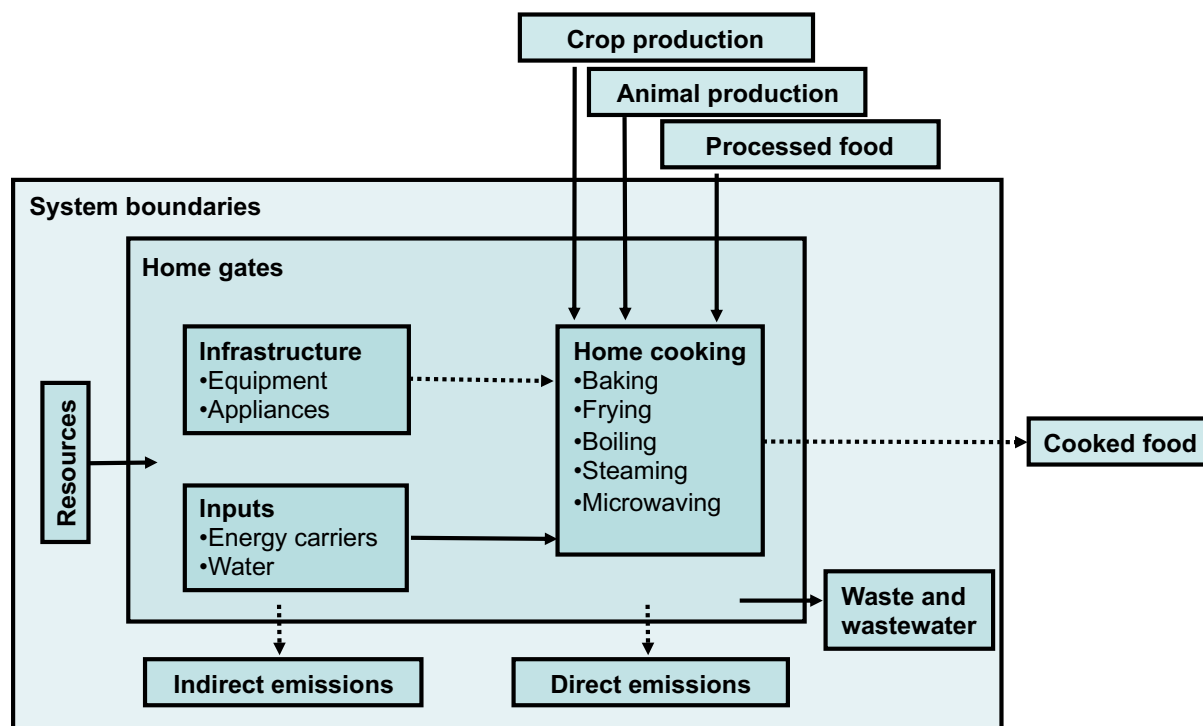 Crop production
Animal production
Processed food
System boundaries
Home gates
Infrastructure
•Equipment
•Appliances
Home cooking
•Baking
•Frying
•Boiling
•Steaming
•Microwaving
Resources
Cooked food
Inputs
•Energy carriers
•Water
Waste and
wastewater
Indirect emissions
Direct emissions